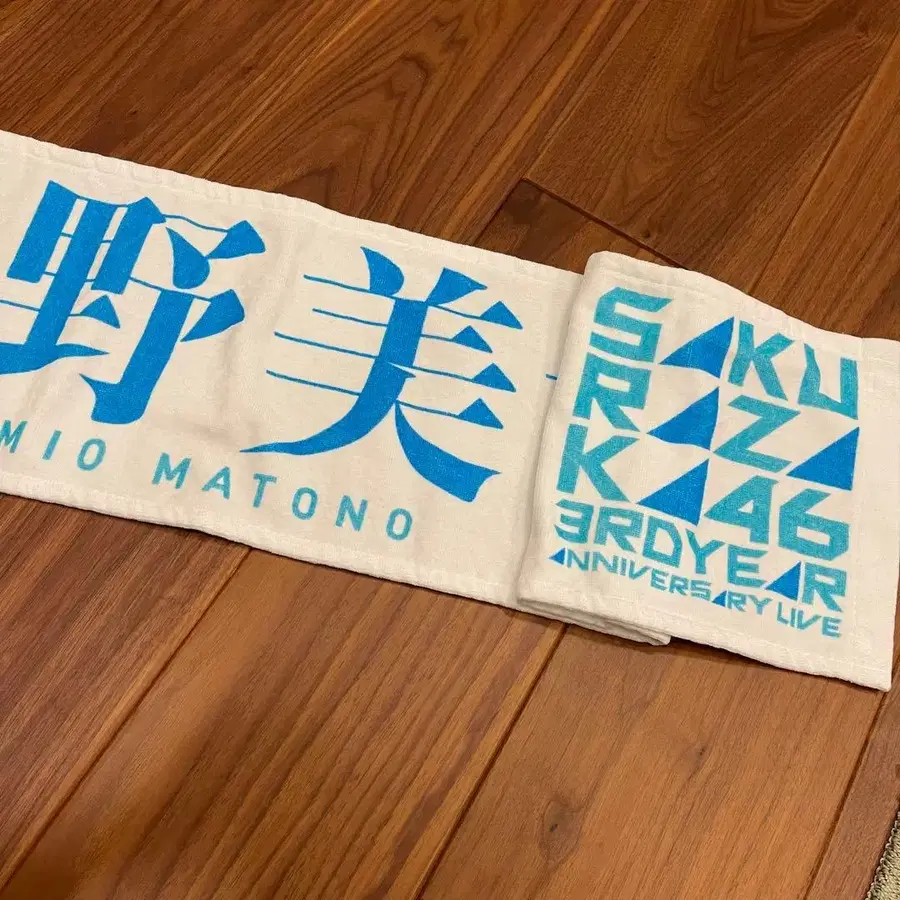 野美
MIO MATONO
SAKU
RAZA
KA46
3RDYEAR
ANNIVERSARY LIVE